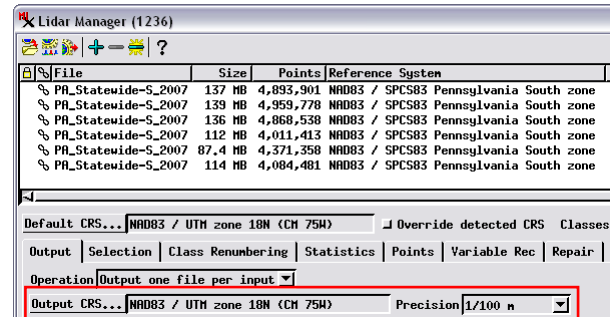 Lidar Manager (1236)
?
File Size Points Reference System
PA_Statewide-S_2007 137 MB 4,893,901 NAD83 / SPCS83 Pennsylvania South zone
PA_Statewide-S_2007 139 MB 4,959,778 NAD83 / SPCS83 Pennsylvania South zone
PA_Statewide-S_2007 136 MB 4,868,538 NAD83 / SPCS83 Pennsylvania South zone
PA_Statewide-S_2007 112 MB 4,011,413 NAD83 / SPCS83 Pennsylvania South zone
PA_Statewide-S_2007 87.4 MB 4,371,358 NAD83 / SPCS83 Pennsylvania South zone
PA_Statewide-S_2007 114 MB 4,084,481 NAD83 / SPCS83 Pennsylvania South zone
Default CRS... NAD83 / UTM zone 18N (CM 75W) Override detected CRS Classes
Output Selection Class Renumbering Statistics Points Variable Rec Repair
Operation Output one file per input
Output CRS... NAD83 / UTM zone 18N (CM 75W) Precision 1/100 m